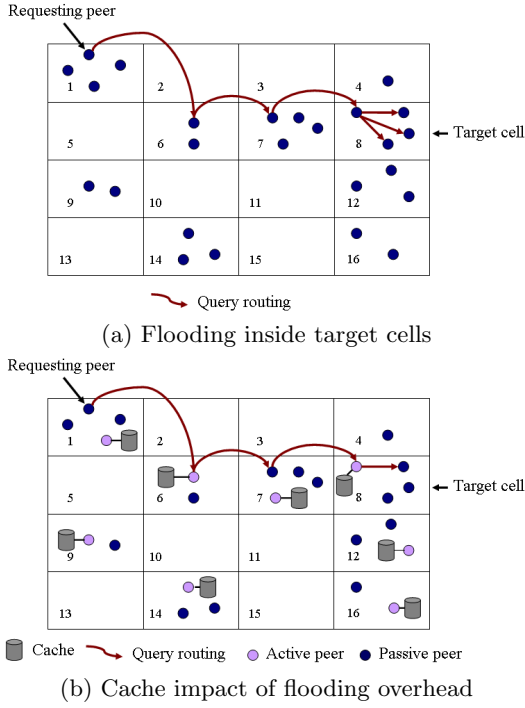 Requesting peer
1 2 3 4
5 6 7 8 Target cell
9 10 11 12
13 14 15 16
Query routing
(a) Flooding inside target cells
Requesting peer
1 2 3 4
5 6 7 8 Target cell
9 10 11 12
13 14 15 16
Cache Query routing Active peer Passive peer
(b) Cache impact of flooding overhead